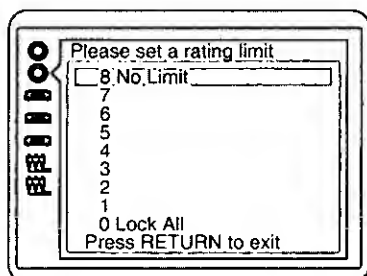 Please set a rating limit
8 No Limit
7
6
5
4
3
2
1
0 Lock All
Press RETURN to exit